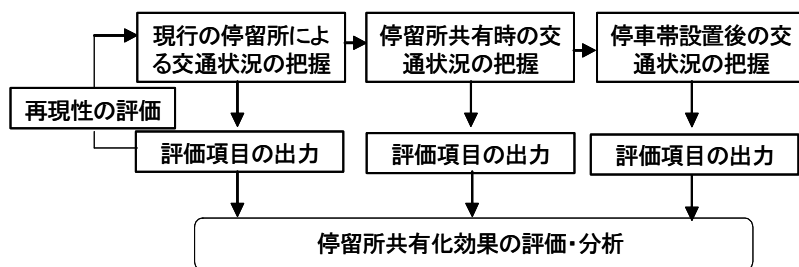 現行の停留所によ
る交通状況の把握
停留所共有時の交
通状況の把握
停車帯設置後の交
通状況の把握
再現性の評価
評価項目の出力
評価項目の出力
評価項目の出力
停留所共有化効果の評価・分析